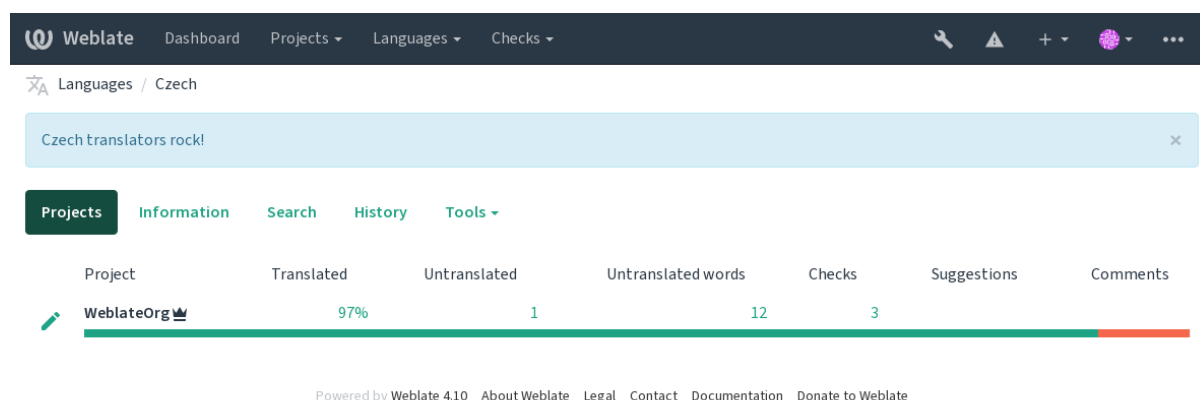 Weblate Dashboard Projects Languages Checks
Languages / Czech
Czech translators rock! ×
Projects Information Search History Tools
Project Translated Untranslated Untranslated words Checks Suggestions Comments
WeblateOrg 97% 1 12 3
Powered by Weblate 4.10 About Weblate Legal Contact Documentation Donate to Weblate